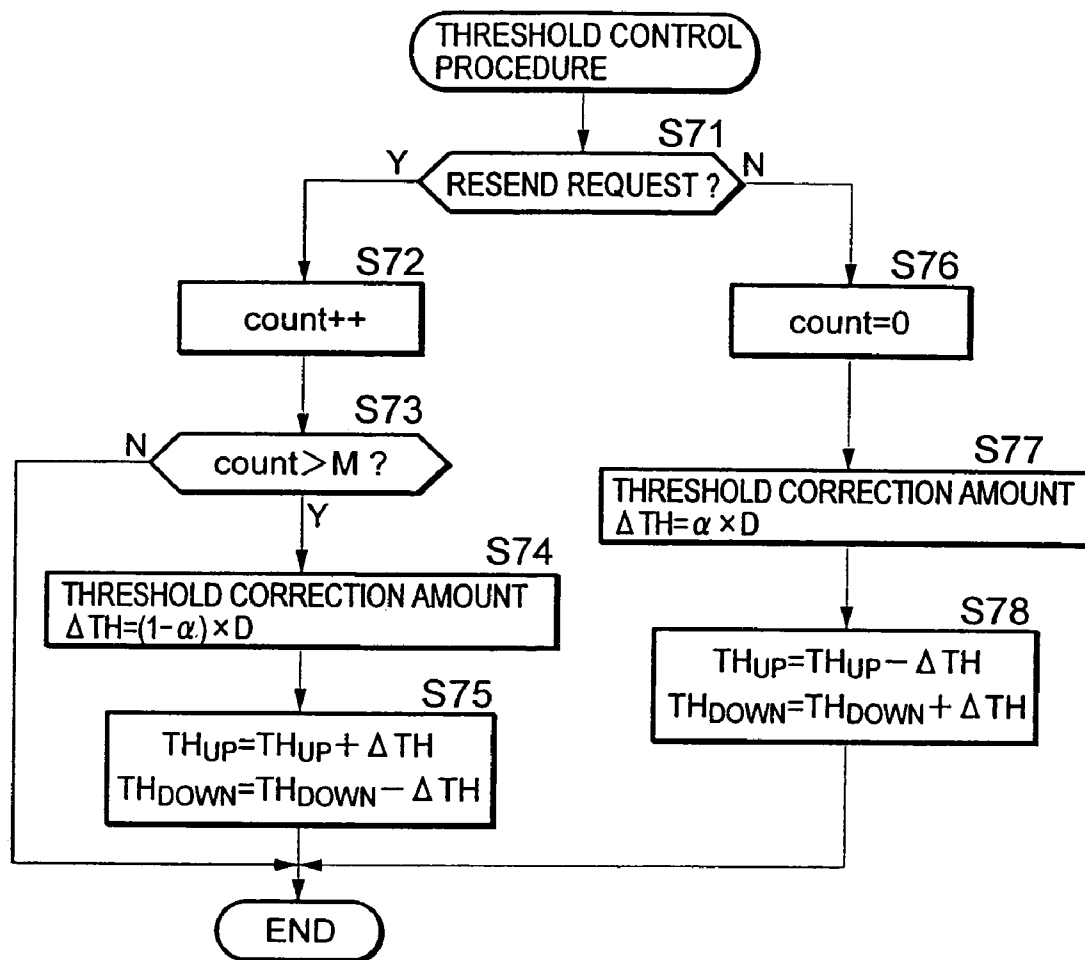 THRESHOLD CONTROL
PROCEDURE
S71
Y
RESEND REQUEST ?
N
S72
count++
S76
count=0
S73
N
count>M ?
Y
S77
THRESHOLD CORRECTION AMOUNT
ΔTH=α×D
S74
THRESHOLD CORRECTION AMOUNT
ΔTH=(1-α)×D
S78
THUP=THUP−ΔTH
THDOWN=THDOWN+ΔTH
S75
THUP=THUP+ΔTH
THDOWN=THDOWN−ΔTH
END